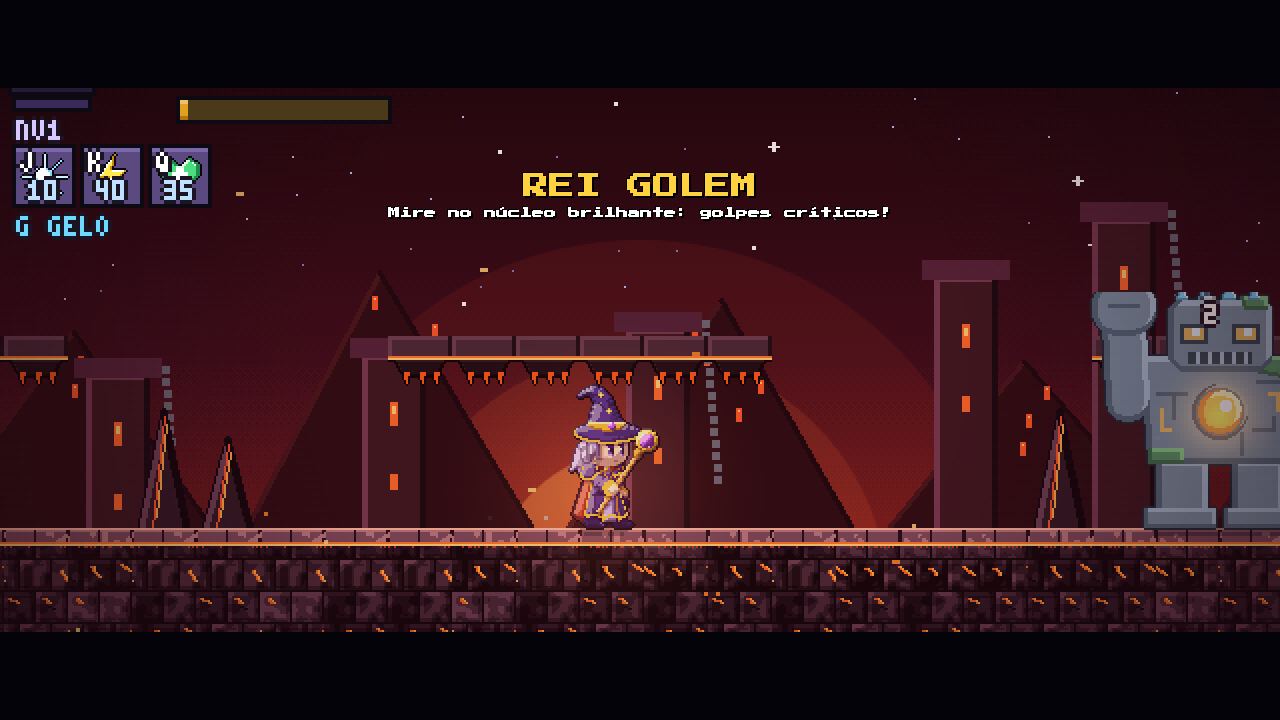 NV1
J K Q
10 40 35
G GELO
REI GOLEM
Mire no núcleo brilhante: golpes críticos!
2